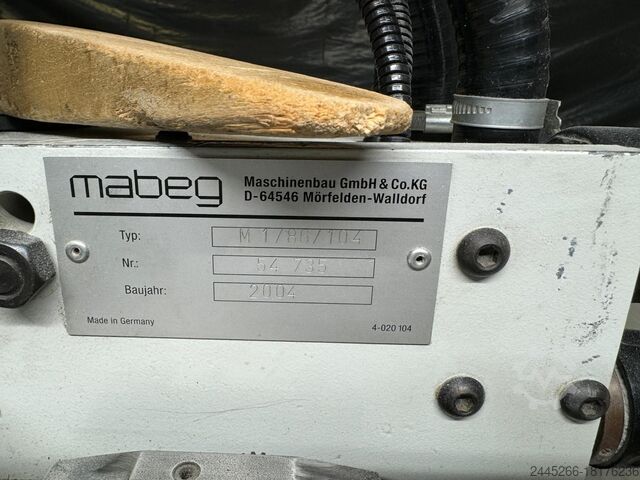 mabeg
Maschinenbau GmbH & Co.KG
D-64546 Mörfelden-Walldorf
Typ: M 1/86/104
Nr.: 54 735
Baujahr: 2004
Made in Germany
4-020 104
2445266-18176236